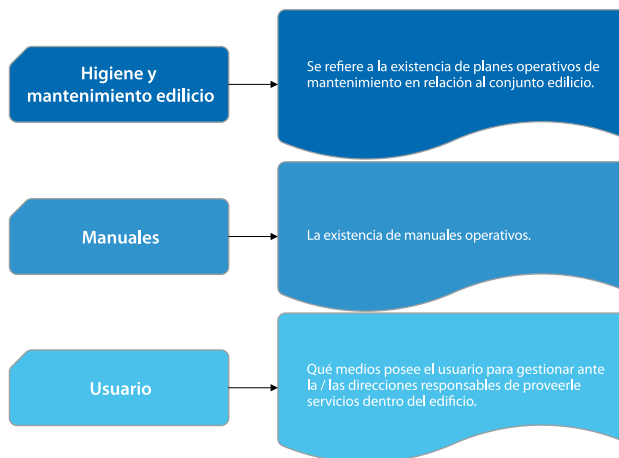 Higiene y
mantenimiento edilicio
Se refiere a la existencia de planes operativos de
mantenimiento en relación al conjunto edilicio.
Manuales
La existencia de manuales operativos.
Usuario
Qué medios posee el usuario para gestionar ante
la / las direcciones responsables de proveerle
servicios dentro del edificio.